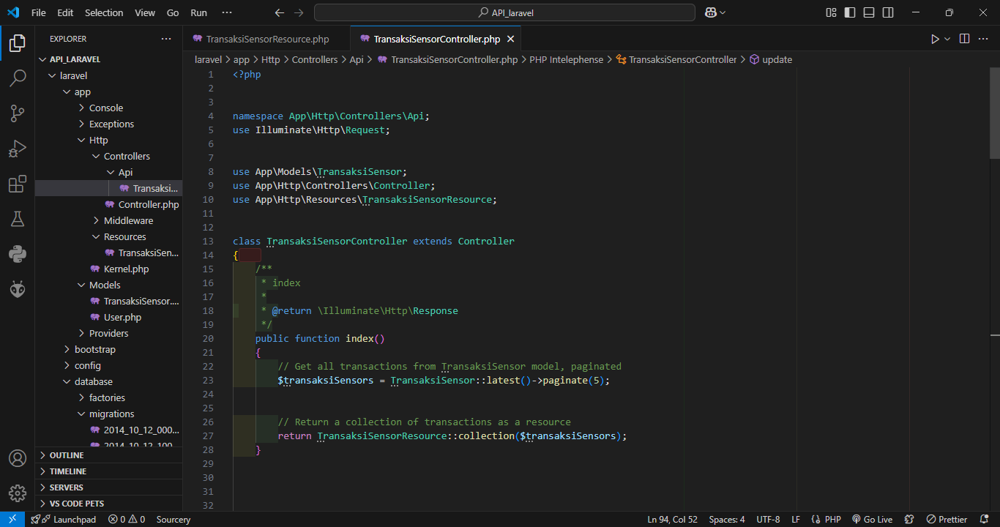 File Edit Selection View Go Run ··· API_laravel
EXPLORER ···
API_LARAVEL
laravel
app
Console
Exceptions
Http
Controllers
Api
Transaksi...
Controller.php
Middleware
Resources
TransaksiSen...
Kernel.php
Models
TransaksiSensor....
User.php
Providers
bootstrap
config
database
factories
migrations
2014_10_12_000...
2014_10_12_100...
OUTLINE
TIMELINE
SERVERS
VS CODE PETS
TransaksiSensorResource.php TransaksiSensorController.php
laravel > app > Http > Controllers > Api > TransaksiSensorController.php > PHP Intelephense > TransaksiSensorController > update
1 <?php
2
3
4 namespace App\Http\Controllers\Api;
5 use Illuminate\Http\Request;
6
7
8 use App\Models\TransaksiSensor;
9 use App\Http\Controllers\Controller;
10 use App\Http\Resources\TransaksiSensorResource;
11
12
13 class TransaksiSensorController extends Controller
14 {
15 /**
16 * index
17 *
18 * @return \Illuminate\Http\Response
19 */
20 public function index()
21 {
22 // Get all transactions from TransaksiSensor model, paginated
23 $transaksiSensors = TransaksiSensor::latest()->paginate(5);
24
25
26 // Return a collection of transactions as a resource
27 return TransaksiSensorResource::collection($transaksiSensors);
28 }
29
30
31
32
Launchpad 0 0 Sourcery Ln 94, Col 52 Spaces: 4 UTF-8 LF {} PHP Go Live Prettier